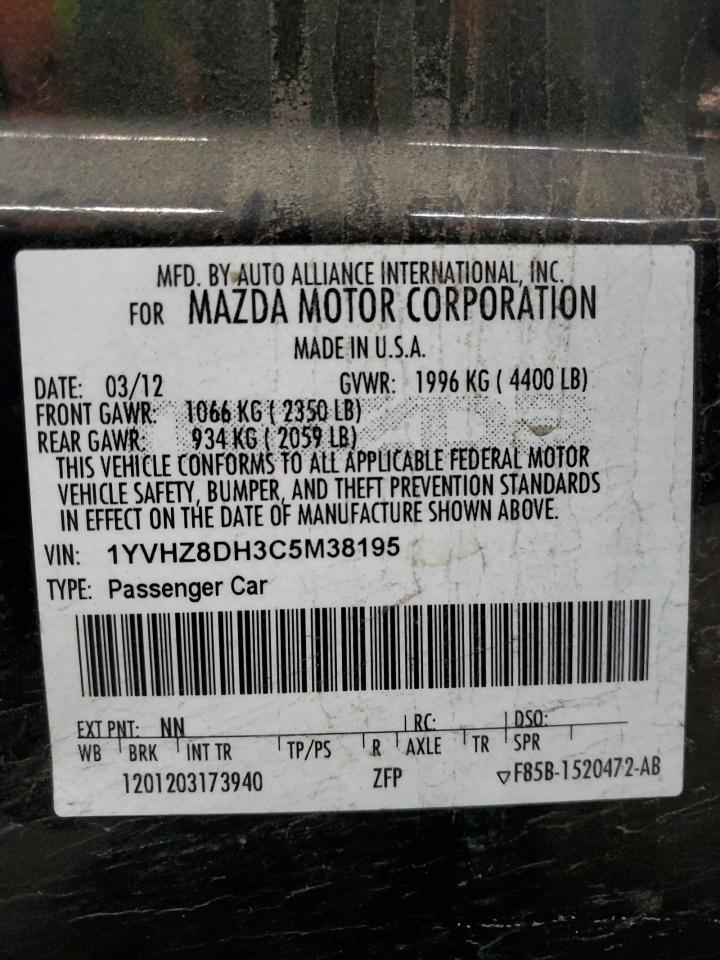 MFD. BY AUTO ALLIANCE INTERNATIONAL, INC.
FOR MAZDA MOTOR CORPORATION
MADE IN U.S.A.
DATE: 03/12 GVWR: 1996 KG ( 4400 LB)
FRONT GAWR: 1066 KG ( 2350 LB)
REAR GAWR: 934 KG ( 2059 LB)
THIS VEHICLE CONFORMS TO ALL APPLICABLE FEDERAL MOTOR
VEHICLE SAFETY, BUMPER, AND THEFT PREVENTION STANDARDS
IN EFFECT ON THE DATE OF MANUFACTURE SHOWN ABOVE.
VIN: 1YVHZ8DH3C5M38195
TYPE: Passenger Car
EXT PNT: NN RC: DSO:
WB BRK INT TR TP/PS R AXLE TR SPR
1201203173940 ZFP ▽F85B-1520472-AB